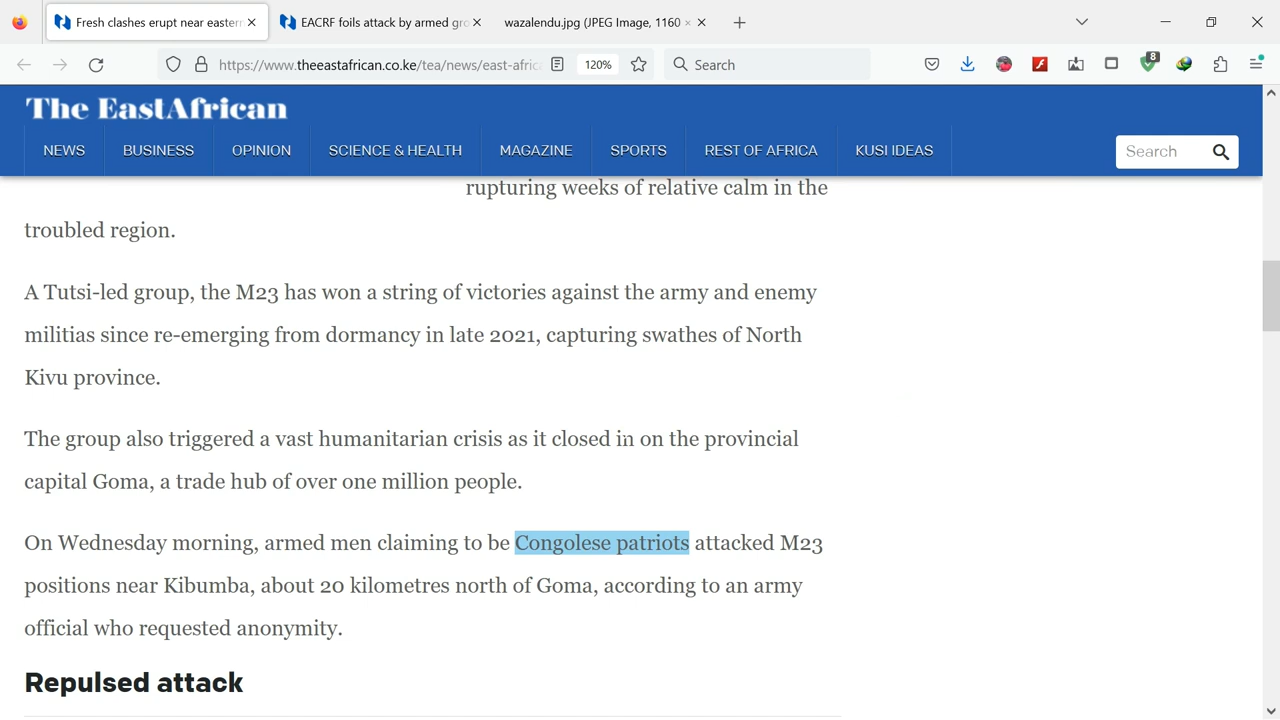 Fresh clashes erupt near eastern
EACRF foils attack by armed gro
wazalendu.jpg (JPEG Image, 1160 ×
https://www.theeastafrican.co.ke/tea/news/east-afric
120%
Search
8
The EastAfrican
NEWS
BUSINESS
OPINION
SCIENCE & HEALTH
MAGAZINE
SPORTS
REST OF AFRICA
KUSI IDEAS
Search
rupturing weeks of relative calm in the
troubled region.
A Tutsi-led group, the M23 has won a string of victories against the army and enemy
militias since re-emerging from dormancy in late 2021, capturing swathes of North
Kivu province.
The group also triggered a vast humanitarian crisis as it closed in on the provincial
capital Goma, a trade hub of over one million people.
On Wednesday morning, armed men claiming to be Congolese patriots attacked M23
positions near Kibumba, about 20 kilometres north of Goma, according to an army
official who requested anonymity.
Repulsed attack